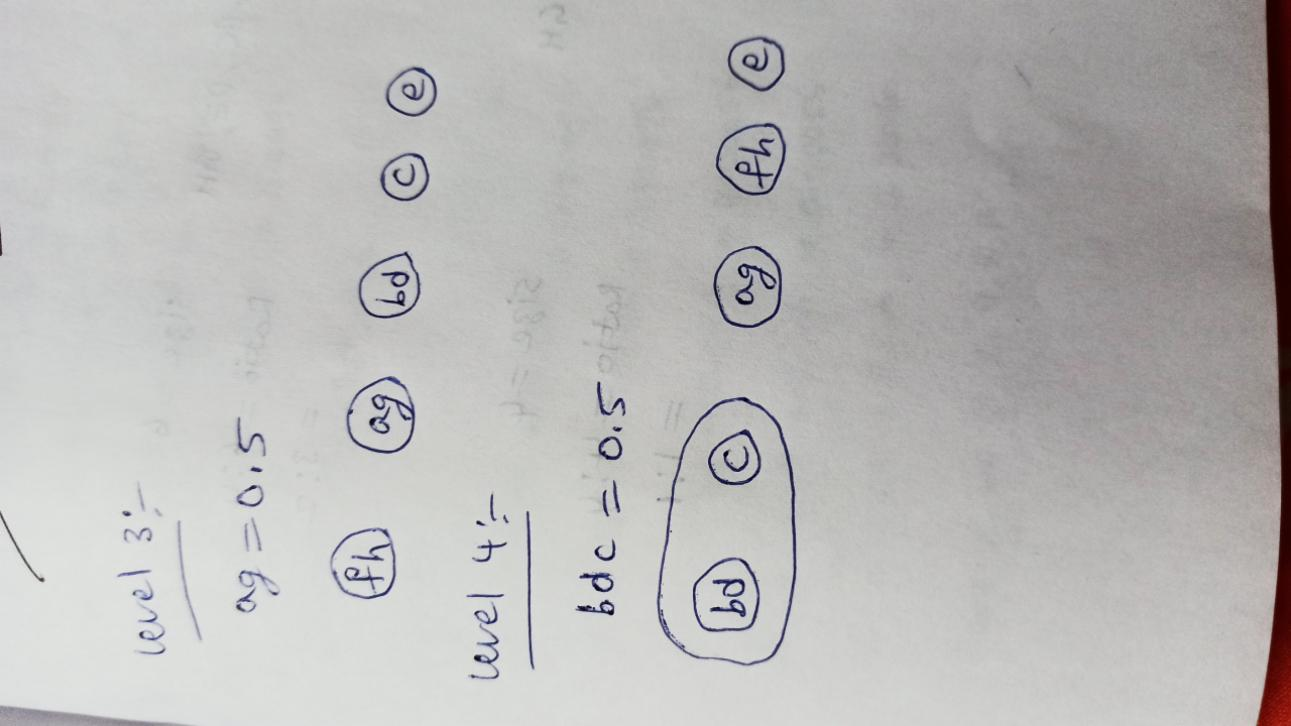 level 3:-
ag = 0.5
fh ag bd c e
level 4:-
bdc = 0.5
bd c ag fh e